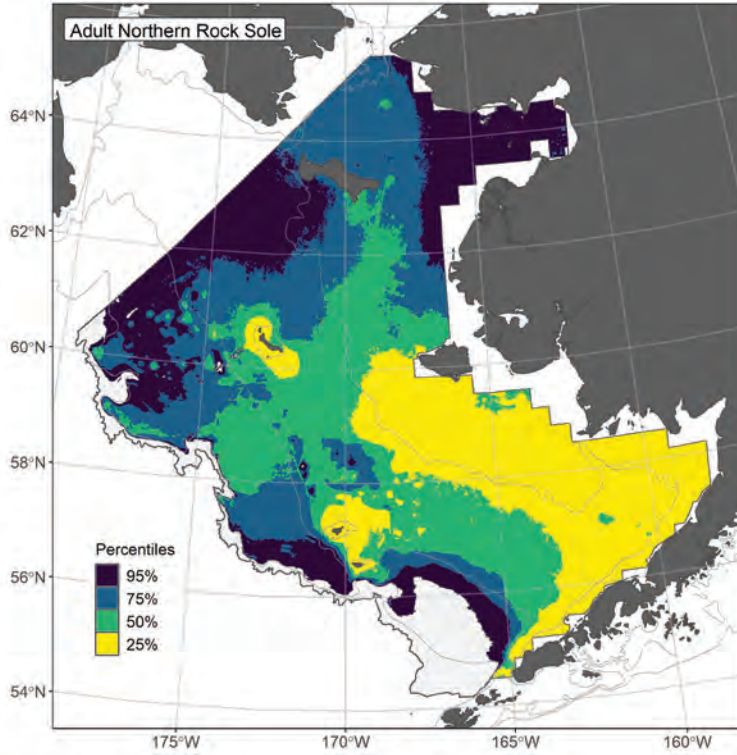 Adult Northern Rock Sole
64°N
62°N
60°N
58°N
56°N
54°N
Percentiles
95%
75%
50%
25%
175°W
170°W
165°W
160°W